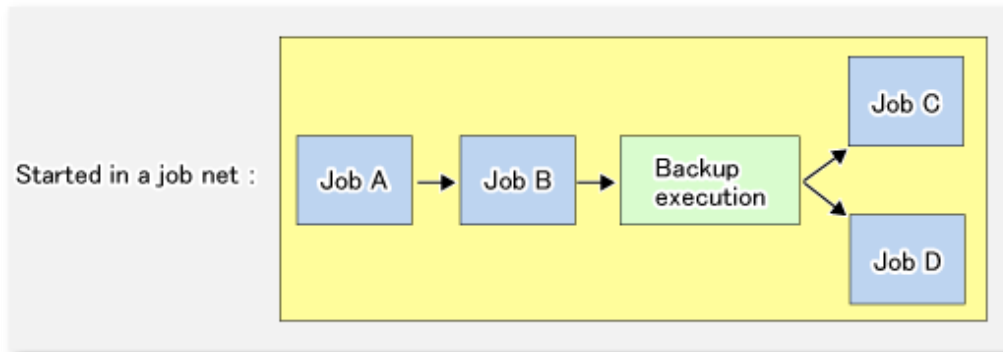 Started in a job net :
Job A
Job B
Backup
execution
Job C
Job D